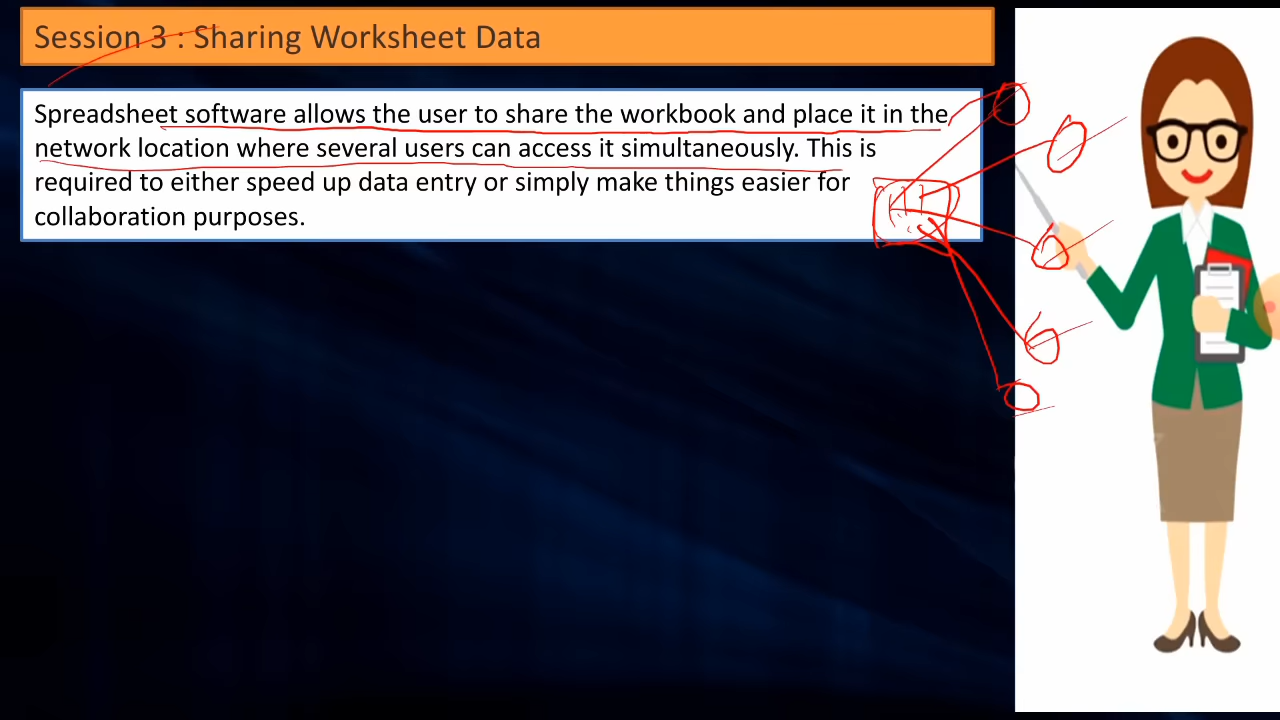 Session 3 : Sharing Worksheet Data
Spreadsheet software allows the user to share the workbook and place it in the
network location where several users can access it simultaneously. This is
required to either speed up data entry or simply make things easier for
collaboration purposes.